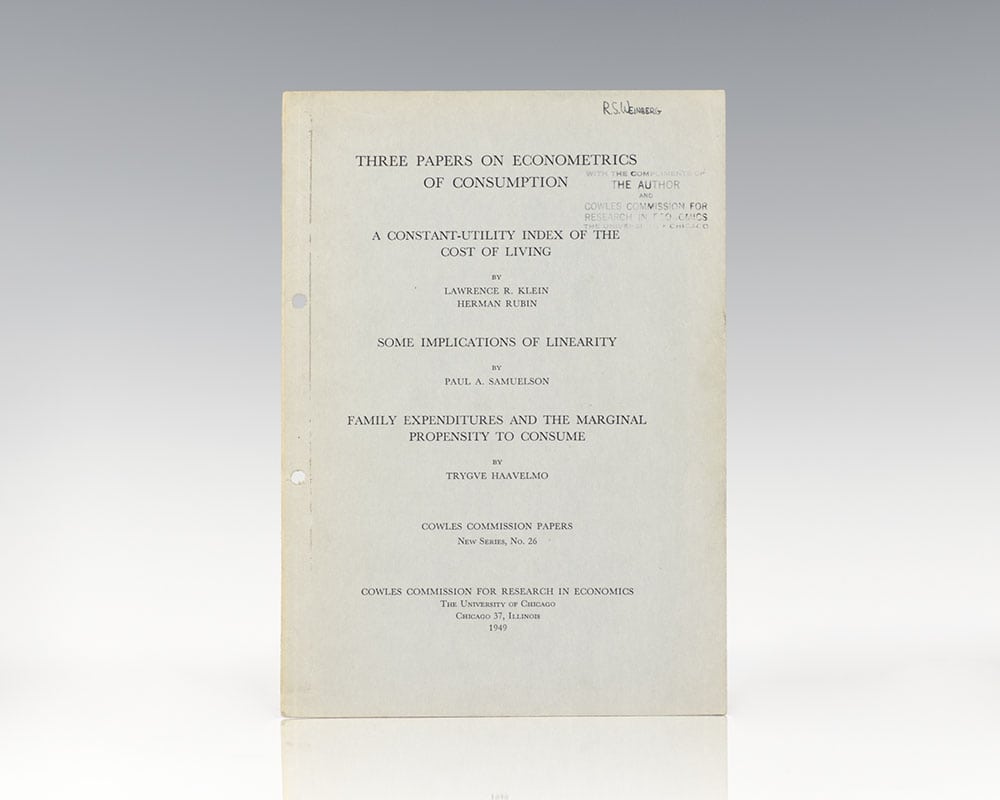 R.S. WEINBERG
THREE PAPERS ON ECONOMETRICS
OF CONSUMPTION
WITH THE COMPLIMENTS OF
THE AUTHOR
AND
COWLES COMMISSION FOR
RESEARCH IN
CHICAGO
A CONSTANT-UTILITY INDEX OF THE
COST OF LIVING
BY
LAWRENCE R. KLEIN
HERMAN RUBIN
SOME IMPLICATIONS OF LINEARITY
BY
PAUL A. SAMUELSON
FAMILY EXPENDITURES AND THE MARGINAL
PROPENSITY TO CONSUME
BY
TRYGVE HAAVELMO
COWLES COMMISSION PAPERS
NEW SERIES, NO. 26
COWLES COMMISSION FOR RESEARCH IN ECONOMICS
THE UNIVERSITY OF CHICAGO
CHICAGO 37, ILLINOIS
1949